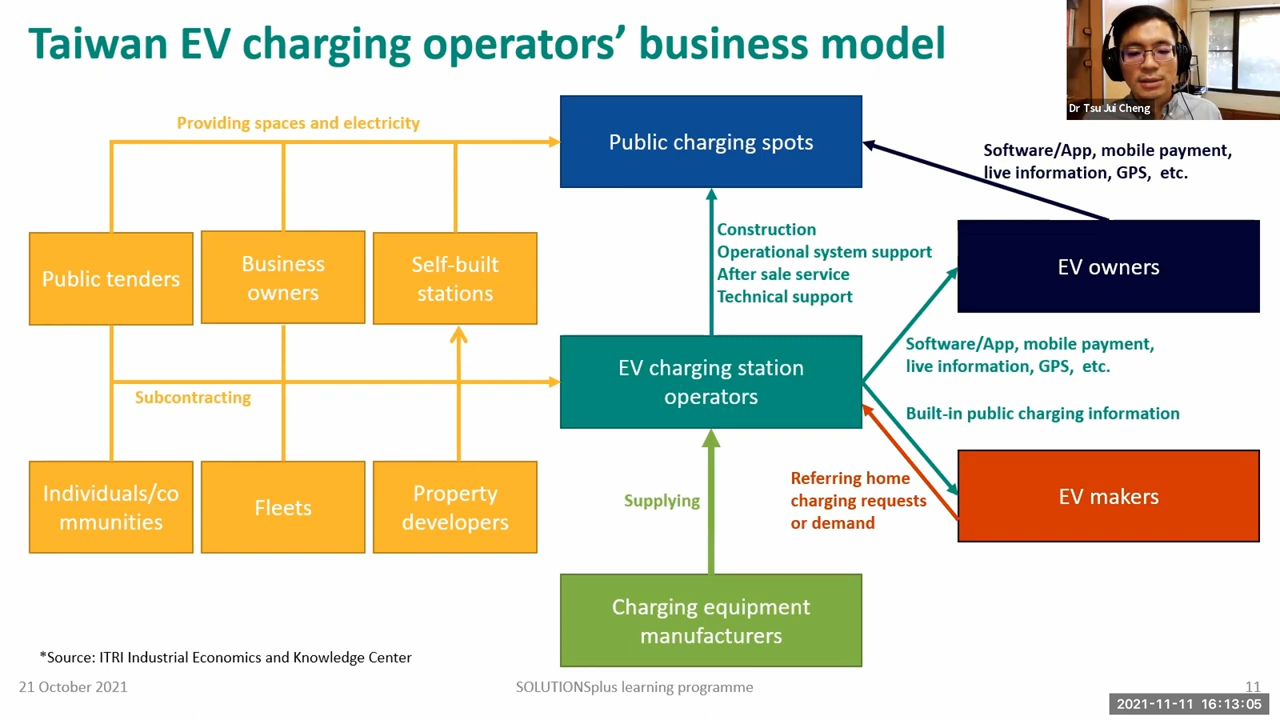 Taiwan EV charging operators’ business model
Dr Tsu Jui Cheng
Providing spaces and electricity
Public charging spots
Software/App, mobile payment,
live information, GPS,  etc.
Public tenders
Business
owners
Self-built
stations
Construction
Operational system support
After sale service
Technical support
EV owners
Subcontracting
EV charging station
operators
Software/App, mobile payment,
live information, GPS,  etc.
Built-in public charging information
Individuals/co
mmunities
Fleets
Property
developers
Supplying
Referring home
charging requests
or demand
EV makers
Charging equipment
manufacturers
*Source: ITRI Industrial Economics and Knowledge Center
21 October 2021
SOLUTIONSplus learning programme
11
2021-11-11 16:13:05